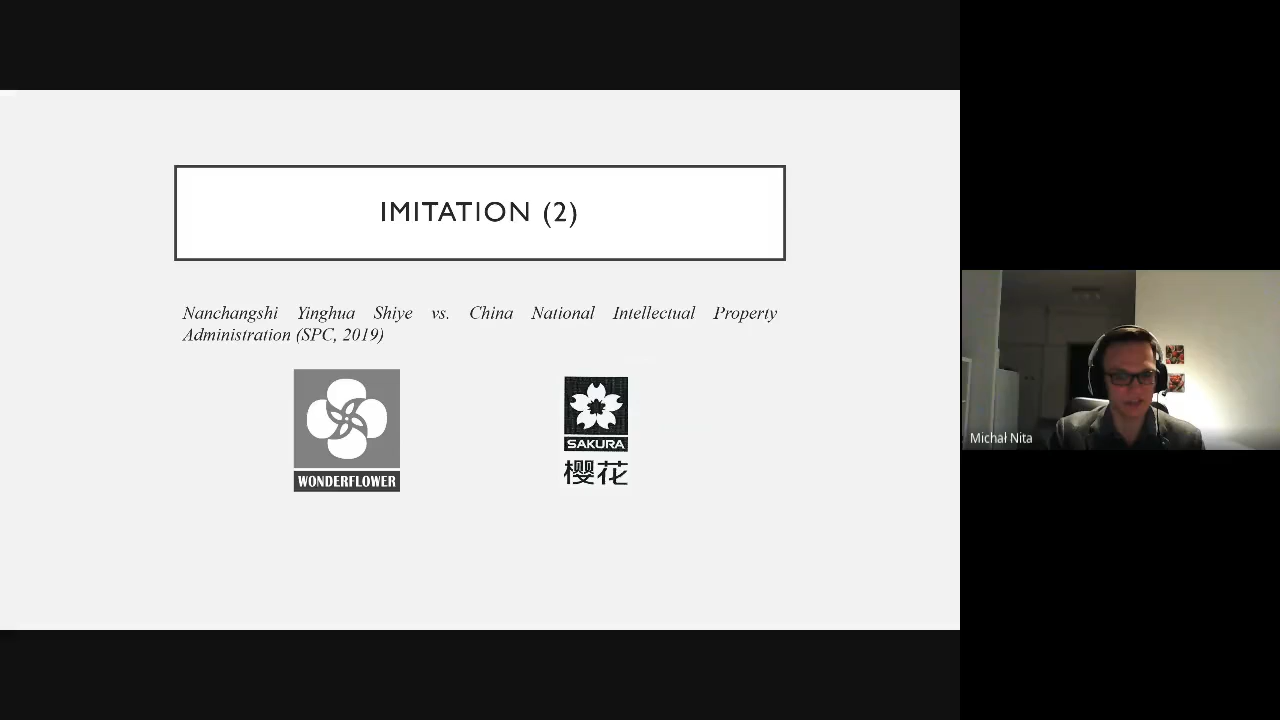 IMITATION (2)
Nanchangshi Yinghua Shiye vs. China National Intellectual Property
Administration (SPC, 2019)
WONDERFLOWER
SAKURA
櫻花
Michał Nita